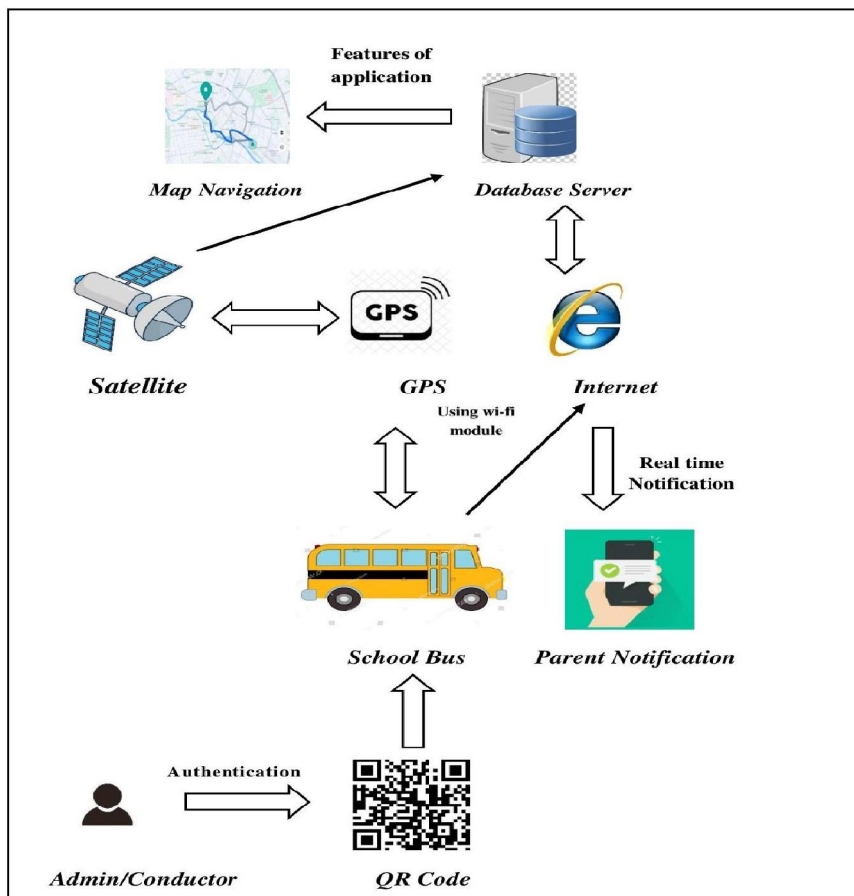 Features of
application
Map Navigation
Database Server
GPS
Satellite
GPS
Internet
Using wi-fi
module
Real time
Notification
School Bus
Parent Notification
Authentication
Admin/Conductor
QR Code